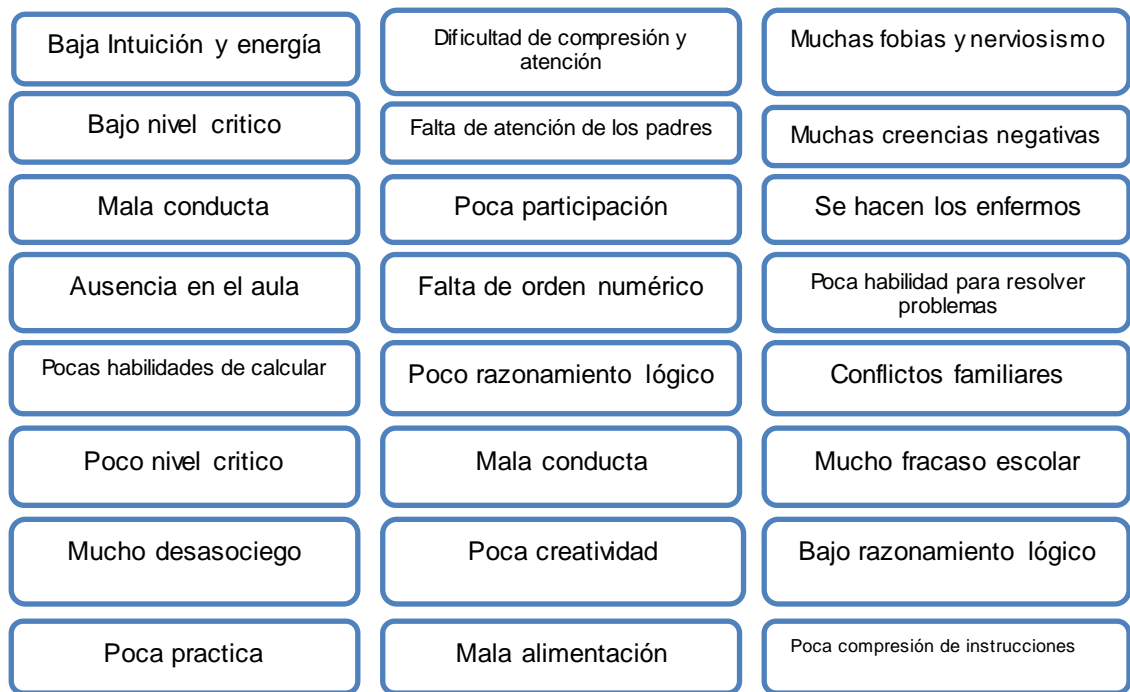 Baja Intuición y energía
Dificultad de compresión y
atención
Muchas fobias y nerviosismo
Bajo nivel critico
Falta de atención de los padres
Muchas creencias negativas
Mala conducta
Poca participación
Se hacen los enfermos
Ausencia en el aula
Falta de orden numérico
Poca habilidad para resolver
problemas
Pocas habilidades de calcular
Poco razonamiento lógico
Conflictos familiares
Poco nivel critico
Mala conducta
Mucho fracaso escolar
Mucho desasociego
Poca creatividad
Bajo razonamiento lógico
Poca practica
Mala alimentación
Poca compresión de instrucciones